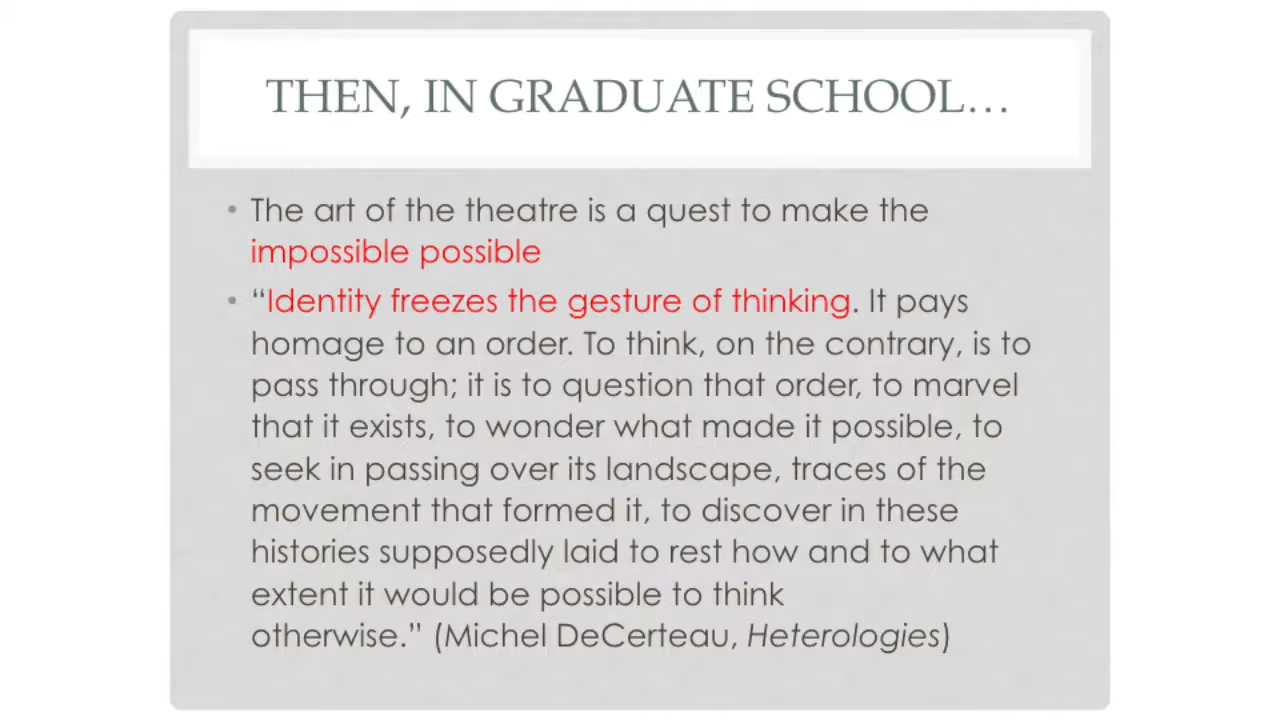 THEN, IN GRADUATE SCHOOL…
• The art of the theatre is a quest to make the
impossible possible
• “Identity freezes the gesture of thinking. It pays
homage to an order. To think, on the contrary, is to
pass through; it is to question that order, to marvel
that it exists, to wonder what made it possible, to
seek in passing over its landscape, traces of the
movement that formed it, to discover in these
histories supposedly laid to rest how and to what
extent it would be possible to think
otherwise.” (Michel DeCerteau, Heterologies)